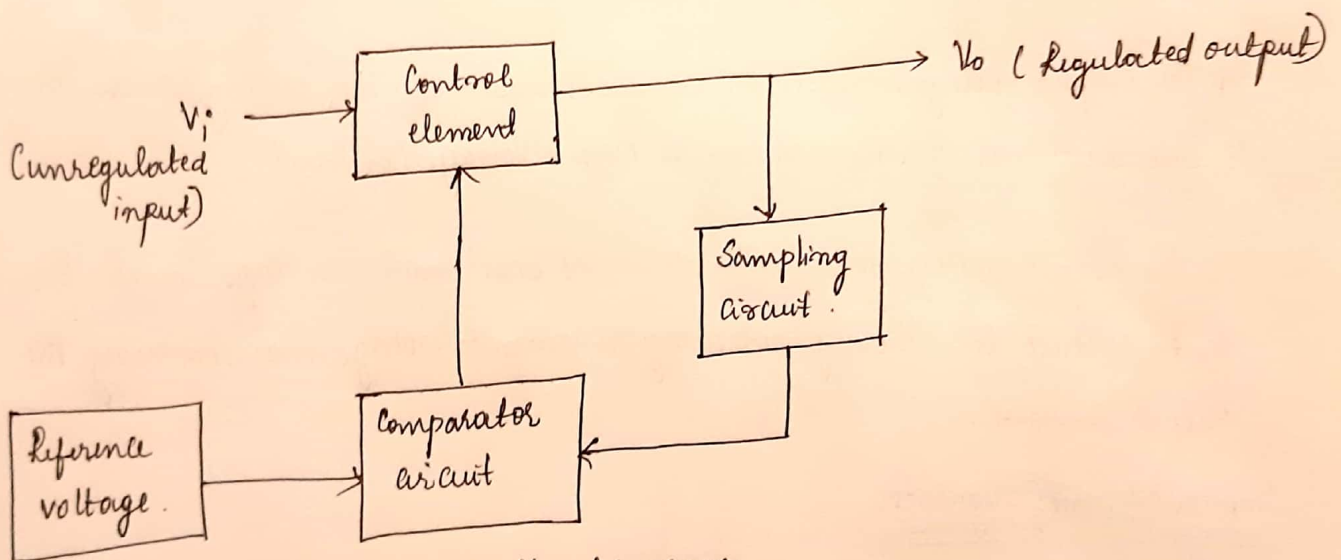 Control
element
Vo ( Regulated output)
Vi
(unregulated
input)
Sampling
circuit.
Comparator
circuit
Reference
voltage.